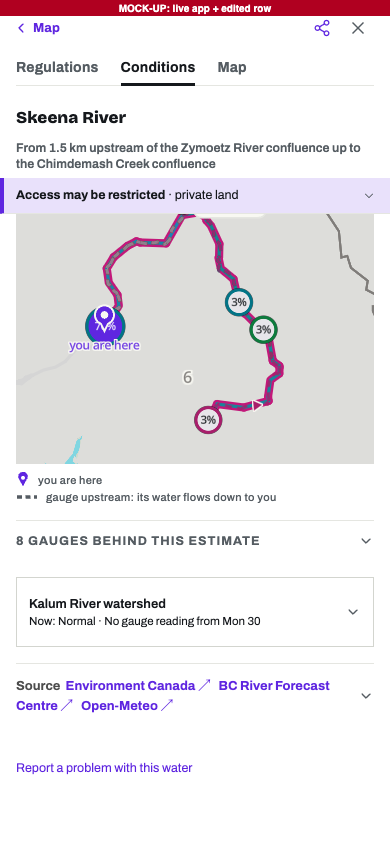 MOCK-UP: live app + edited row
Map
Regulations Conditions Map
Skeena River
From 1.5 km upstream of the Zymoetz River confluence up to
the Chimdemash Creek confluence
Access may be restricted · private land
3%
3%
you are here
6
3%
you are here
gauge upstream: its water flows down to you
8 GAUGES BEHIND THIS ESTIMATE
Kalum River watershed
Now: Normal · No gauge reading from Mon 30
Source Environment Canada ↗ BC River Forecast
Centre ↗ Open-Meteo ↗
Report a problem with this water